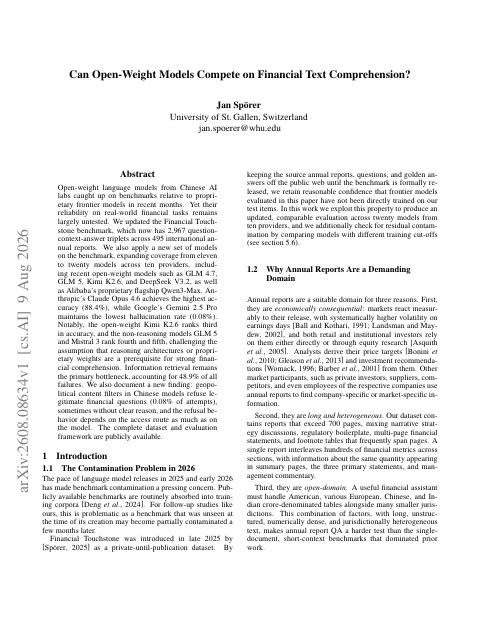 Can Open-Weight Models Compete on Financial Text Comprehension?
Jan Spörer
University of St. Gallen, Switzerland
jan.spoerer@whu.edu
Abstract
Open-weight language models from Chinese AI
labs caught up on benchmarks relative to propri-
etary frontier models in recent months. Yet their
reliability on real-world financial tasks remains
largely untested. We updated the Financial Touch-
stone benchmark, which now has 2,967 question-
context-answer triplets across 495 international an-
nual reports. We also apply a new set of models
on the benchmark, expanding coverage from eleven
to twenty models across ten providers, includ-
ing recent open-weight models such as GLM 4.7,
GLM 5, Kimi K2.6, and DeepSeek V3.2, as well
as Alibaba's proprietary flagship Qwen3-Max. An-
thropic's Claude Opus 4.6 achieves the highest ac-
curacy (88.4%), while Google's Gemini 2.5 Pro
maintains the lowest hallucination rate (0.08%).
Notably, the open-weight Kimi K2.6 ranks third
in accuracy, and the non-reasoning models GLM 5
and Mistral 3 rank fourth and fifth, challenging the
assumption that reasoning architectures or propri-
etary weights are a prerequisite for strong finan-
cial comprehension. Information retrieval remains
the primary bottleneck, accounting for 48.9% of all
failures. We also document a new finding: geopo-
litical content filters in Chinese models refuse le-
gitimate financial questions (0.08% of attempts),
sometimes without clear reason, and the refusal be-
havior depends on the access route as much as on
the model. The complete dataset and evaluation
framework are publicly available.
1 Introduction
1.1 The Contamination Problem in 2026
The pace of language model releases in 2025 and early 2026
has made benchmark contamination a pressing concern. Pub-
licly available benchmarks are routinely absorbed into train-
ing corpora [Deng et al., 2024]. For follow-up studies like
ours, this is problematic as a benchmark that was unseen at
the time of its creation may become partially contaminated a
few months later.
Financial Touchstone was introduced in late 2025 by
[Spörer, 2025] as a private-until-publication dataset. By
keeping the source annual reports, questions, and golden an-
swers off the public web until the benchmark is formally re-
leased, we retain reasonable confidence that frontier models
evaluated in this paper have not been directly trained on our
test items. In this work we exploit this property to produce an
updated, comparable evaluation across twenty models from
ten providers, and we additionally check for residual contam-
ination by comparing models with different training cut-offs
(see section 5.6).
1.2 Why Annual Reports Are a Demanding
Domain
Annual reports are a suitable domain for three reasons. First,
they are economically consequential: markets react measur-
ably to their release, with systematically higher volatility on
earnings days [Ball and Kothari, 1991; Landsman and May-
dew, 2002], and both retail and institutional investors rely
on them either directly or through equity research [Asquith
et al., 2005]. Analysts derive their price targets [Bonini et
al., 2010; Gleason et al., 2013] and investment recommenda-
tions [Womack, 1996; Barber et al., 2001] from them. Other
market participants, such as private investors, suppliers, com-
petitors, and even employees of the respective companies use
annual reports to find company-specific or market-specific in-
formation.
Second, they are long and heterogeneous. Our dataset con-
tains reports that exceed 700 pages, mixing narrative strat-
egy discussions, regulatory boilerplate, multi-page financial
statements, and footnote tables that frequently span pages. A
single report interleaves hundreds of financial metrics across
sections, with information about the same quantity appearing
in summary pages, the three primary statements, and man-
agement commentary.
Third, they are open-domain. A useful financial assistant
must handle American, various European, Chinese, and In-
dian crore-denominated tables alongside many smaller juris-
dictions. This combination of factors, with long, unstruc-
tured, numerically dense, and jurisdictionally heterogeneous
text, makes annual report QA a harder test than the single-
document, short-context benchmarks that dominated prior
work.
arXiv:2608.08634v1 [cs.AI] 9 Aug 2026